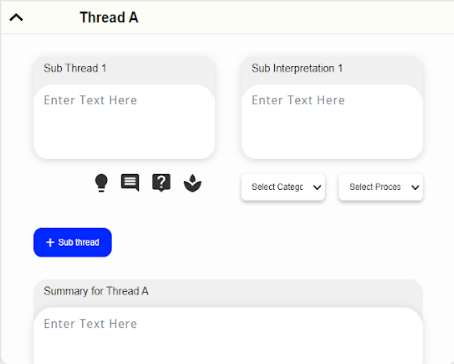 Thread A
Sub Thread 1
Sub Interpretation 1
Enter Text Here
Enter Text Here
?
Select Categc
Select Proces
+ Sub thread
Summary for Thread A
Enter Text Here